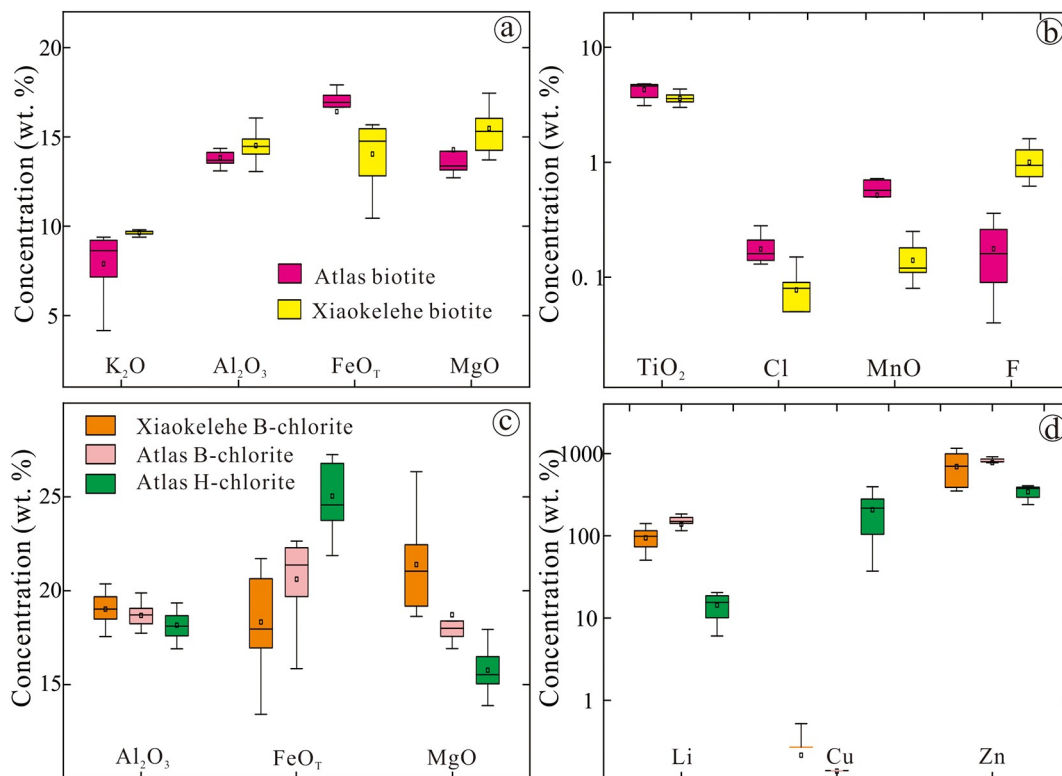 ⓐ
Concentration (wt. %)
20
15
10
5
Atlas biotite
Xiaokelehe biotite
K₂O Al₂O₃ FeOT MgO
ⓑ
Concentration (wt. %)
10
1
0.1
TiO₂ Cl MnO F
ⓒ
Concentration (wt. %)
25
20
15
Xiaokelehe B-chlorite
Atlas B-chlorite
Atlas H-chlorite
Al₂O₃ FeOT MgO
ⓓ
Concentration (wt. %)
1000
100
10
1
Li Cu Zn